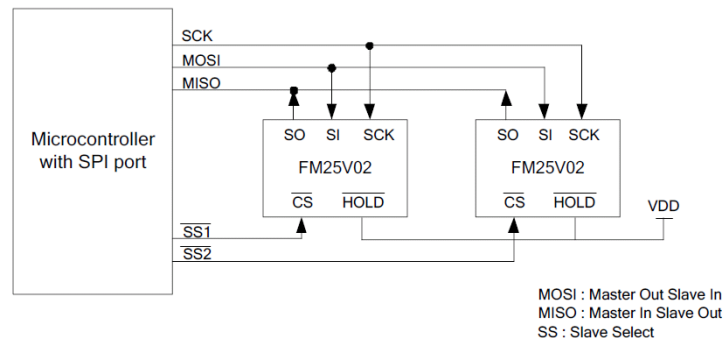 SCK
MOSI
MISO
Microcontroller
with SPI port
SO SI SCK
FM25V02
CS HOLD
SO SI SCK
FM25V02
CS HOLD
VDD
SS1
SS2
MOSI : Master Out Slave In
MISO : Master In Slave Out
SS : Slave Select